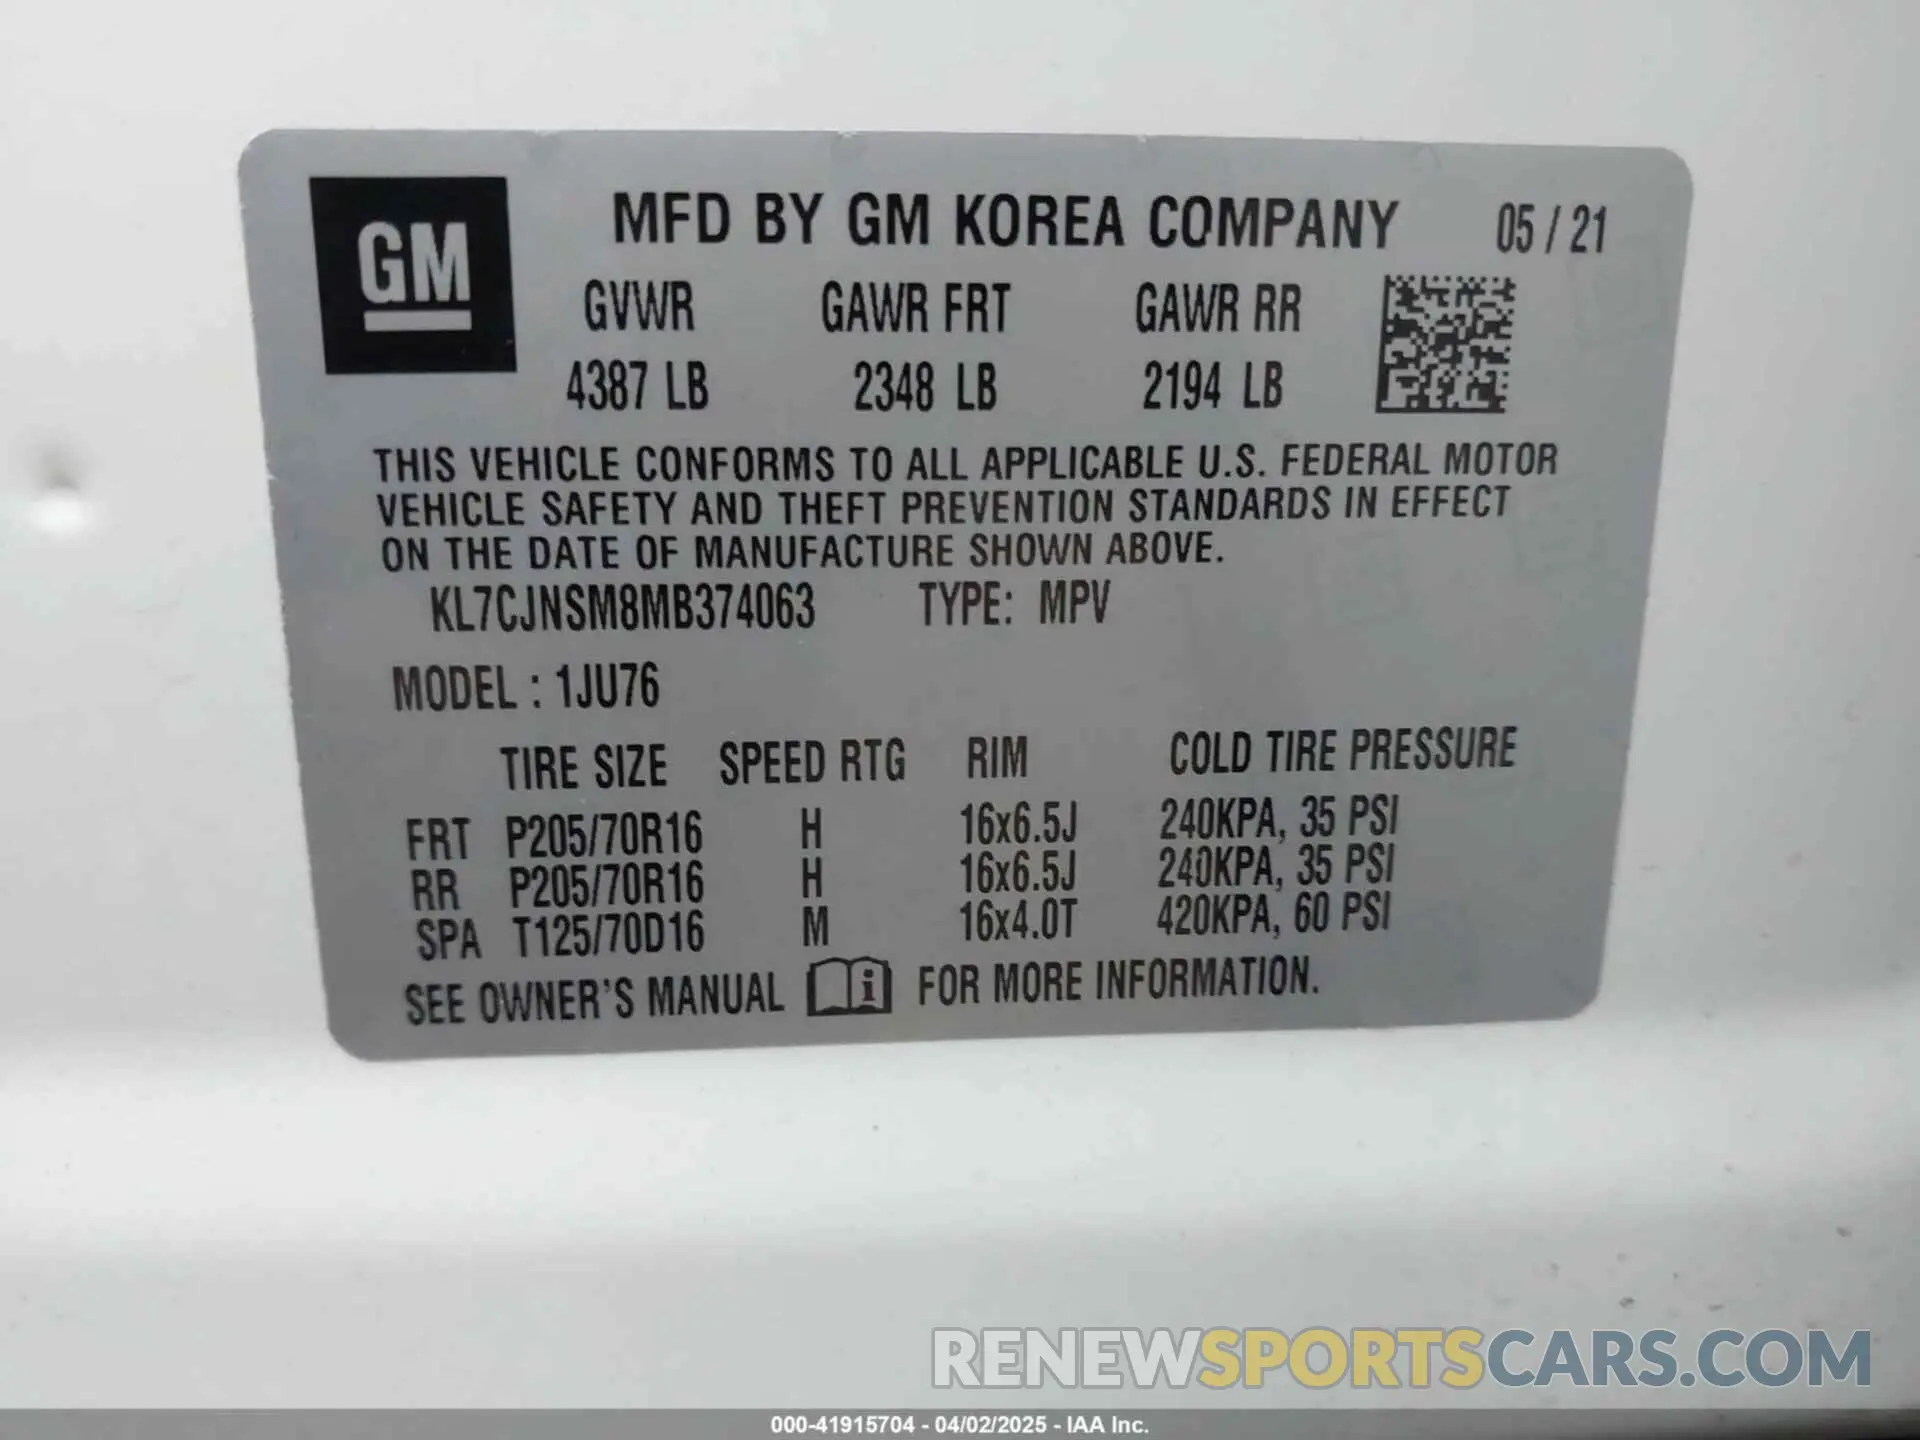 GM
MFD BY GM KOREA COMPANY 05 / 21
GVWR GAWR FRT GAWR RR
4387 LB 2348 LB 2194 LB
THIS VEHICLE CONFORMS TO ALL APPLICABLE U.S. FEDERAL MOTOR
VEHICLE SAFETY AND THEFT PREVENTION STANDARDS IN EFFECT
ON THE DATE OF MANUFACTURE SHOWN ABOVE.
KL7CJNSM8MB374063 TYPE: MPV
MODEL : 1JU76
TIRE SIZE SPEED RTG RIM COLD TIRE PRESSURE
FRT P205/70R16 H 16x6.5J 240KPA, 35 PSI
RR P205/70R16 H 16x6.5J 240KPA, 35 PSI
SPA T125/70D16 M 16x4.0T 420KPA, 60 PSI
SEE OWNER'S MANUAL i FOR MORE INFORMATION.
RENEWSPORTSCARS.COM
000-41915704 - 04/02/2025 - IAA Inc.